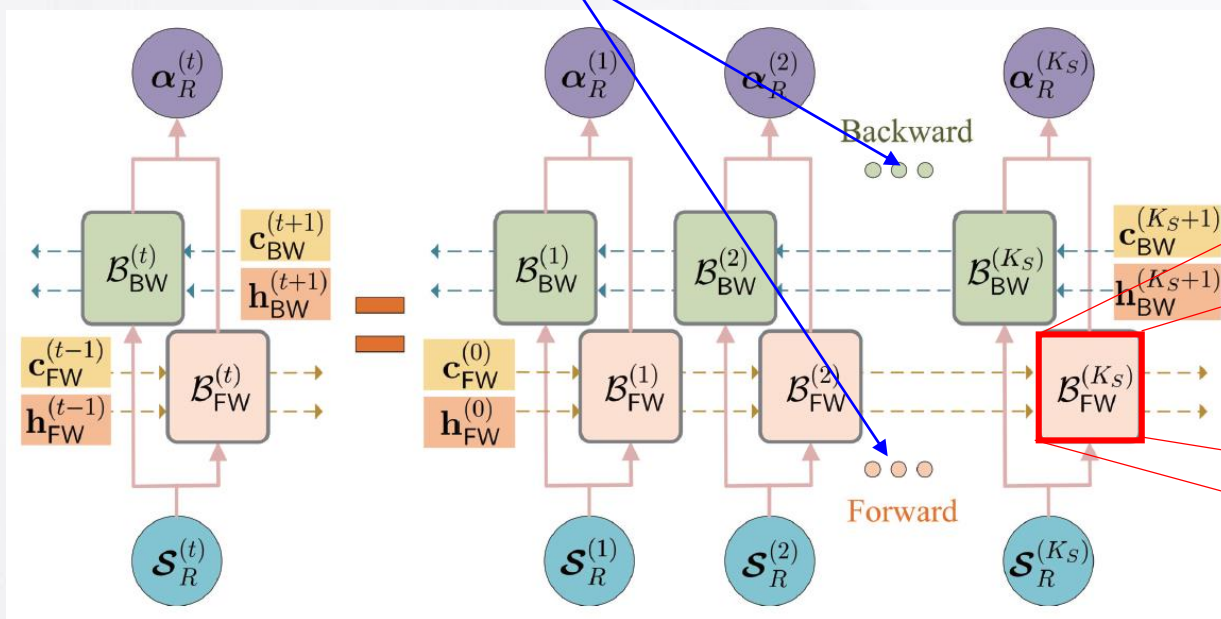 α_R^(t) α_R^(1) α_R^(2) α_R^(K_S)
Backward
B_BW^(t) c_BW^(t+1) B_BW^(1) B_BW^(2) B_BW^(K_S) c_BW^(K_S+1)
h_BW^(t+1) h_BW^(K_S+1)
=
c_FW^(t-1) B_FW^(t) c_FW^(0) B_FW^(1) B_FW^(2) B_FW^(K_S)
h_FW^(t-1) h_FW^(0)
Forward
S_R^(t) S_R^(1) S_R^(2) S_R^(K_S)